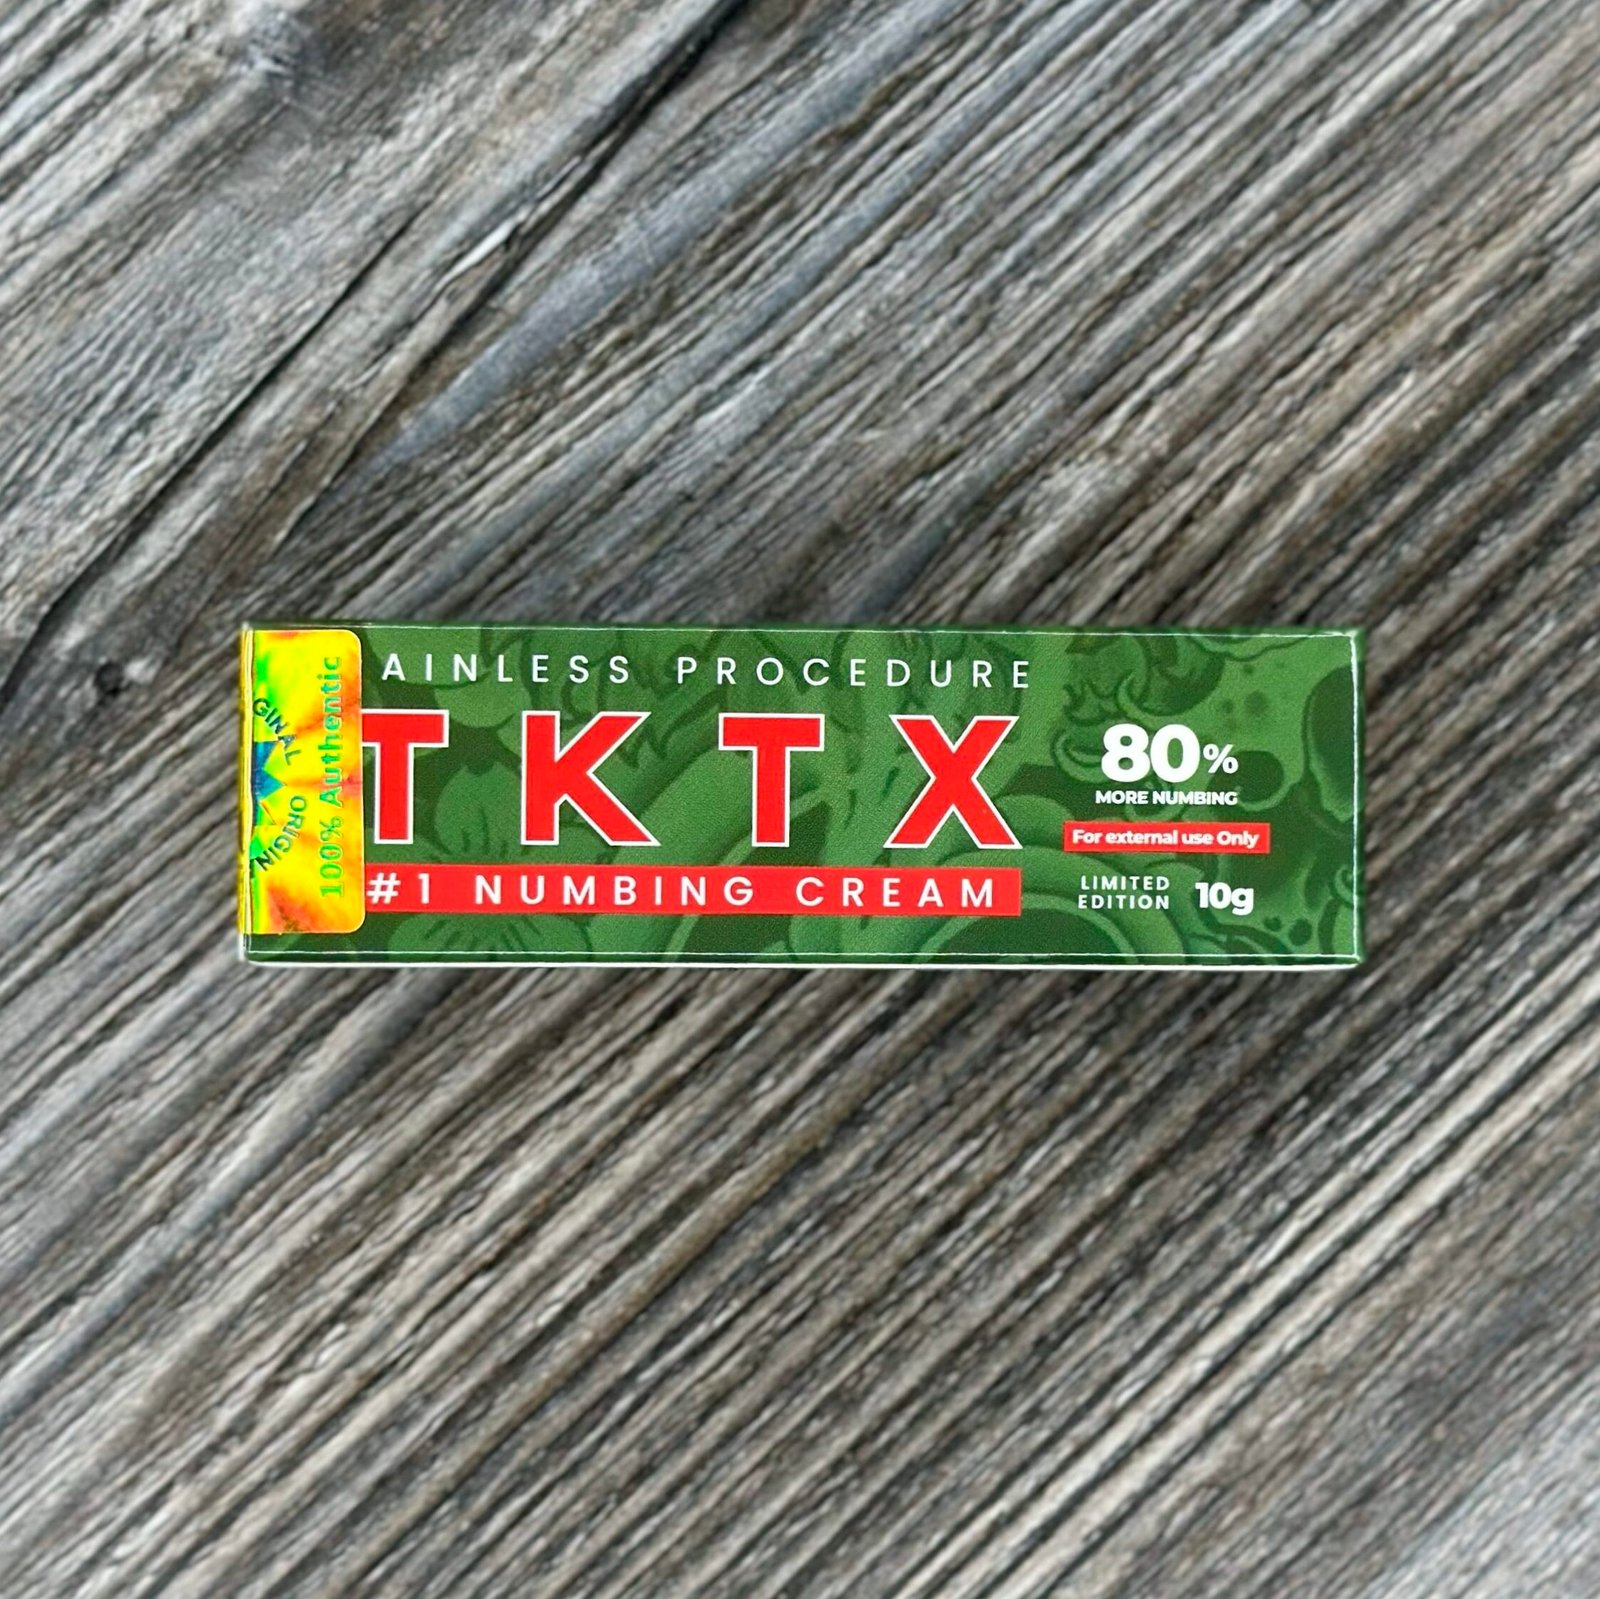 AINLESS PROCEDURE
TKTX
#1 NUMBING CREAM
80%
MORE NUMBING
For external use Only
LIMITED
EDITION
10g
100% Authentic
GINAL
ORIGIN